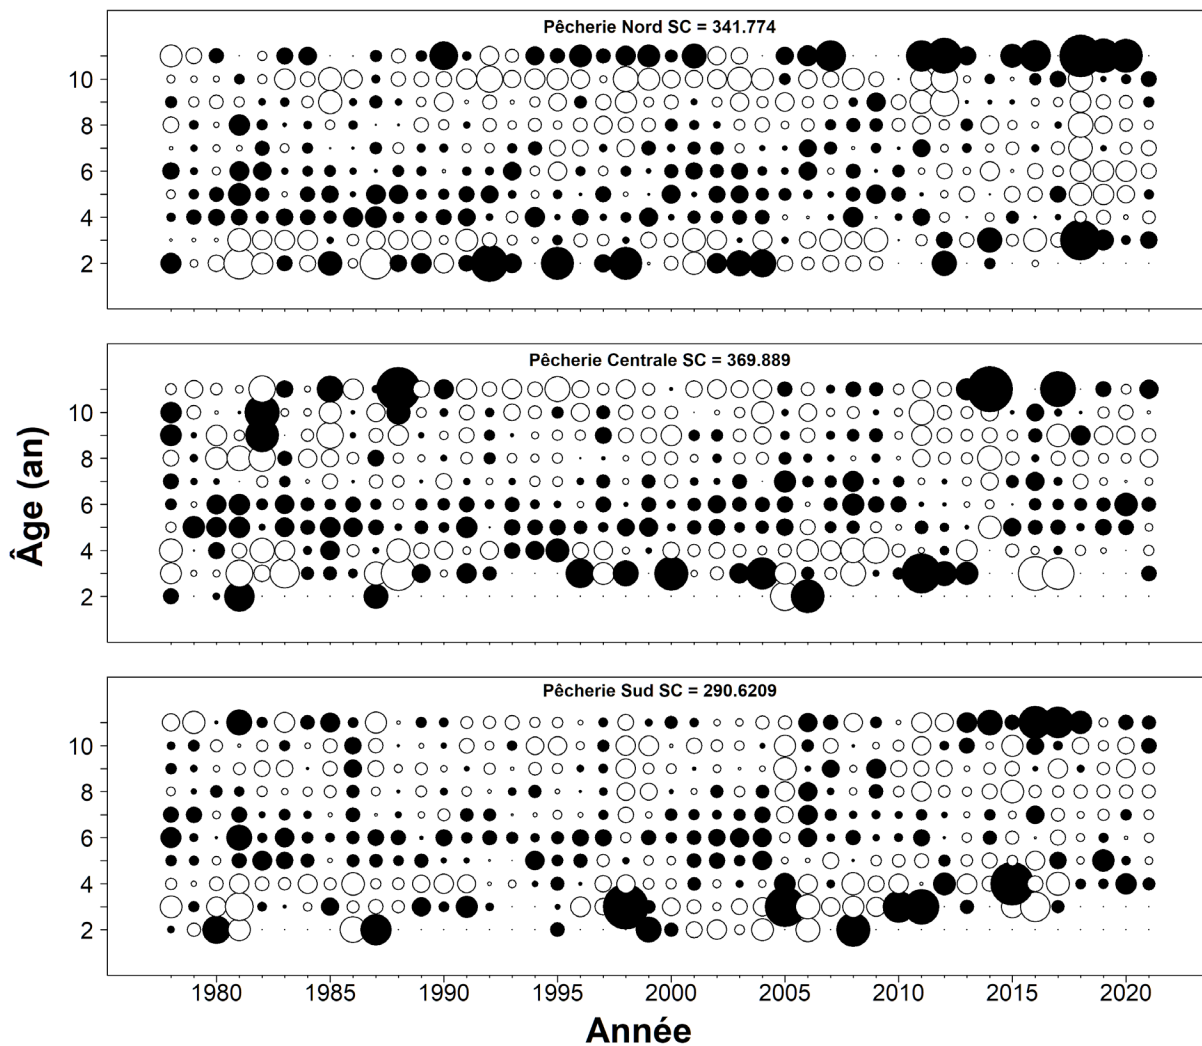 Pêcherie Nord SC = 341.774
10
8
6
4
2
Pêcherie Centrale SC = 369.889
10
8
6
4
2
Âge (an)
Pêcherie Sud SC = 290.6209
10
8
6
4
2
1980 1985 1990 1995 2000 2005 2010 2015 2020
Année